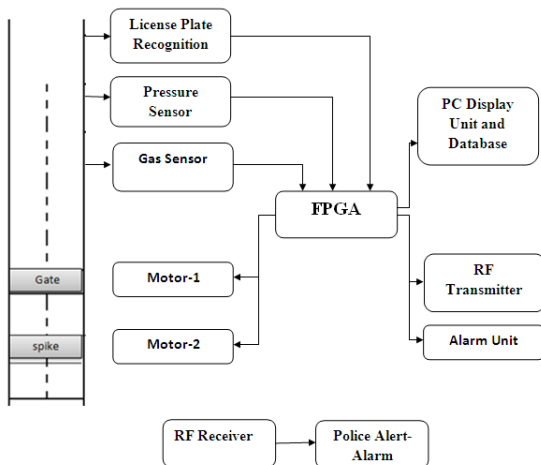 License Plate
Recognition
Pressure
Sensor
Gas Sensor
PC Display
Unit and
Database
FPGA
Gate
Motor-1
RF
Transmitter
spike
Motor-2
Alarm Unit
RF Receiver
Police Alert-
Alarm